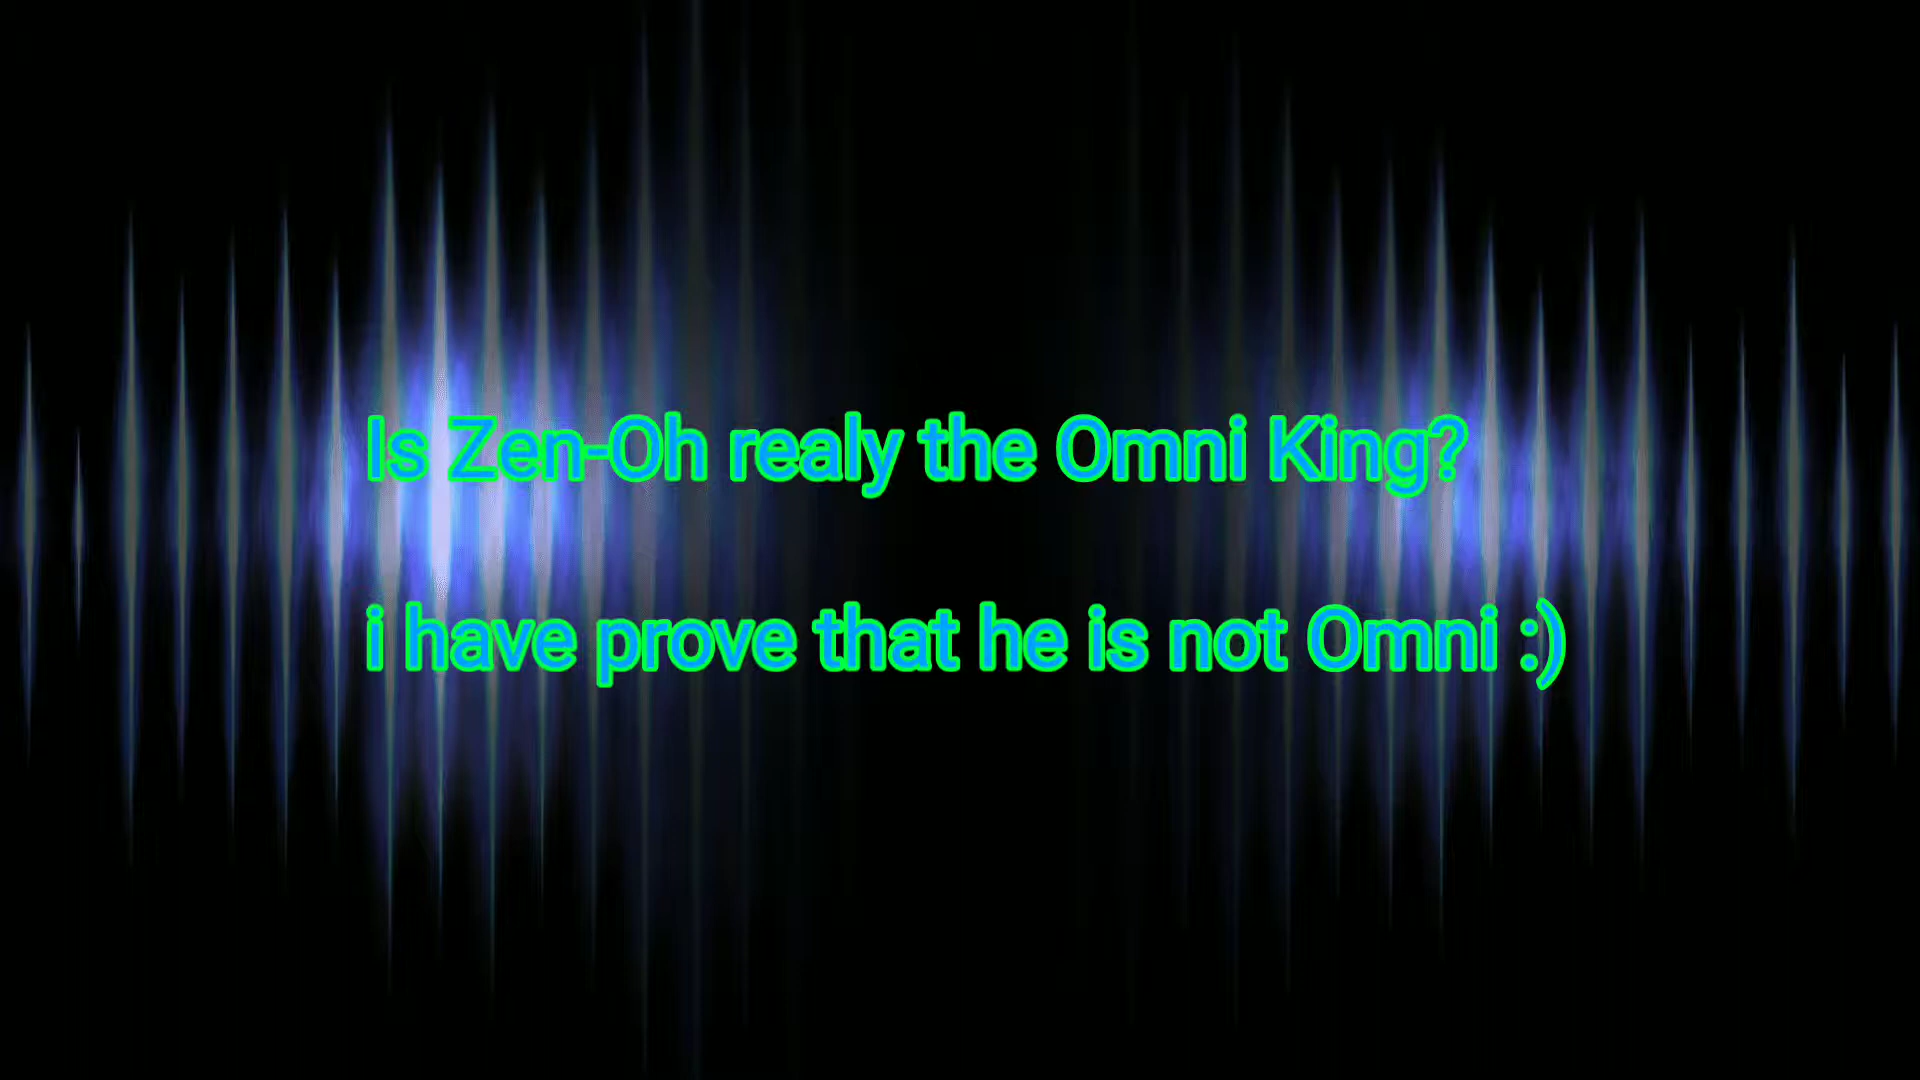 Is Zen-Oh realy the Omni King?
i have prove that he is not Omni :)